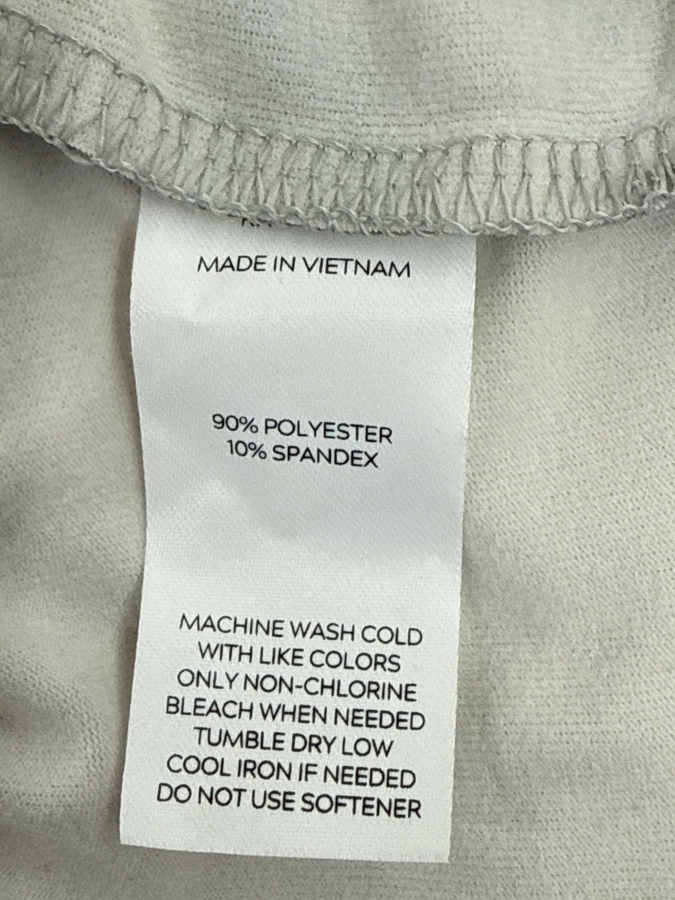 MADE IN VIETNAM
90% POLYESTER
10% SPANDEX
MACHINE WASH COLD
WITH LIKE COLORS
ONLY NON-CHLORINE
BLEACH WHEN NEEDED
TUMBLE DRY LOW
COOL IRON IF NEEDED
DO NOT USE SOFTENER